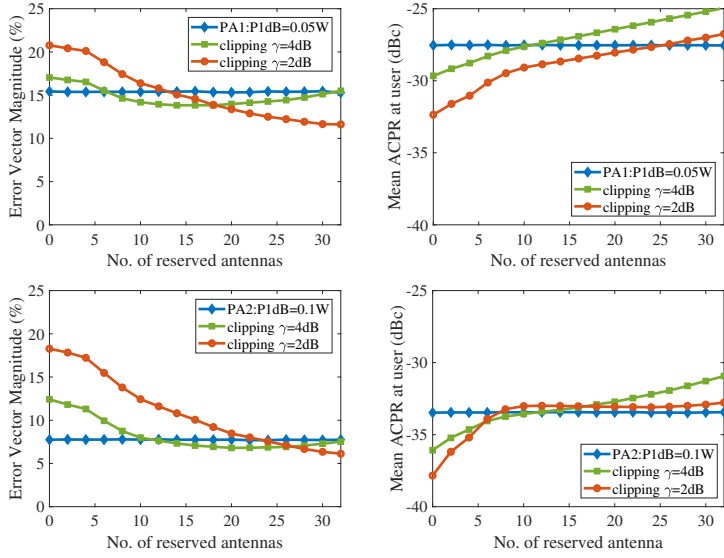 Error Vector Magnitude (%)
25
20
15
10
5
0
PA1:P1dB=0.05W
clipping γ=4dB
clipping γ=2dB
0 5 10 15 20 25 30
No. of reserved antennas
Mean ACPR at user (dBc)
-25
-30
-35
-40
PA1:P1dB=0.05W
clipping γ=4dB
clipping γ=2dB
0 5 10 15 20 25 30
No. of reserved antennas
Error Vector Magnitude (%)
25
20
15
10
5
0
PA2:P1dB=0.1W
clipping γ=4dB
clipping γ=2dB
0 5 10 15 20 25 30
No. of reserved antennas
Mean ACPR at user (dBc)
-25
-30
-35
-40
PA2:P1dB=0.1W
clipping γ=4dB
clipping γ=2dB
0 5 10 15 20 25 30
No. of reserved antenna